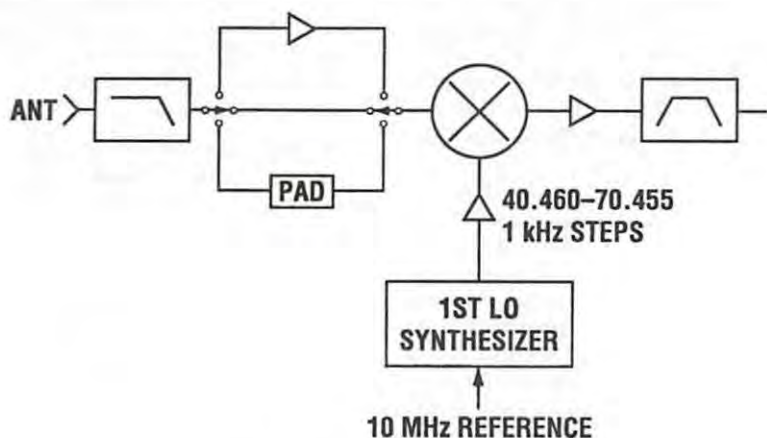 ANT
PAD
40.460–70.455
1 kHz STEPS
1ST LO
SYNTHESIZER
10 MHz REFERENCE